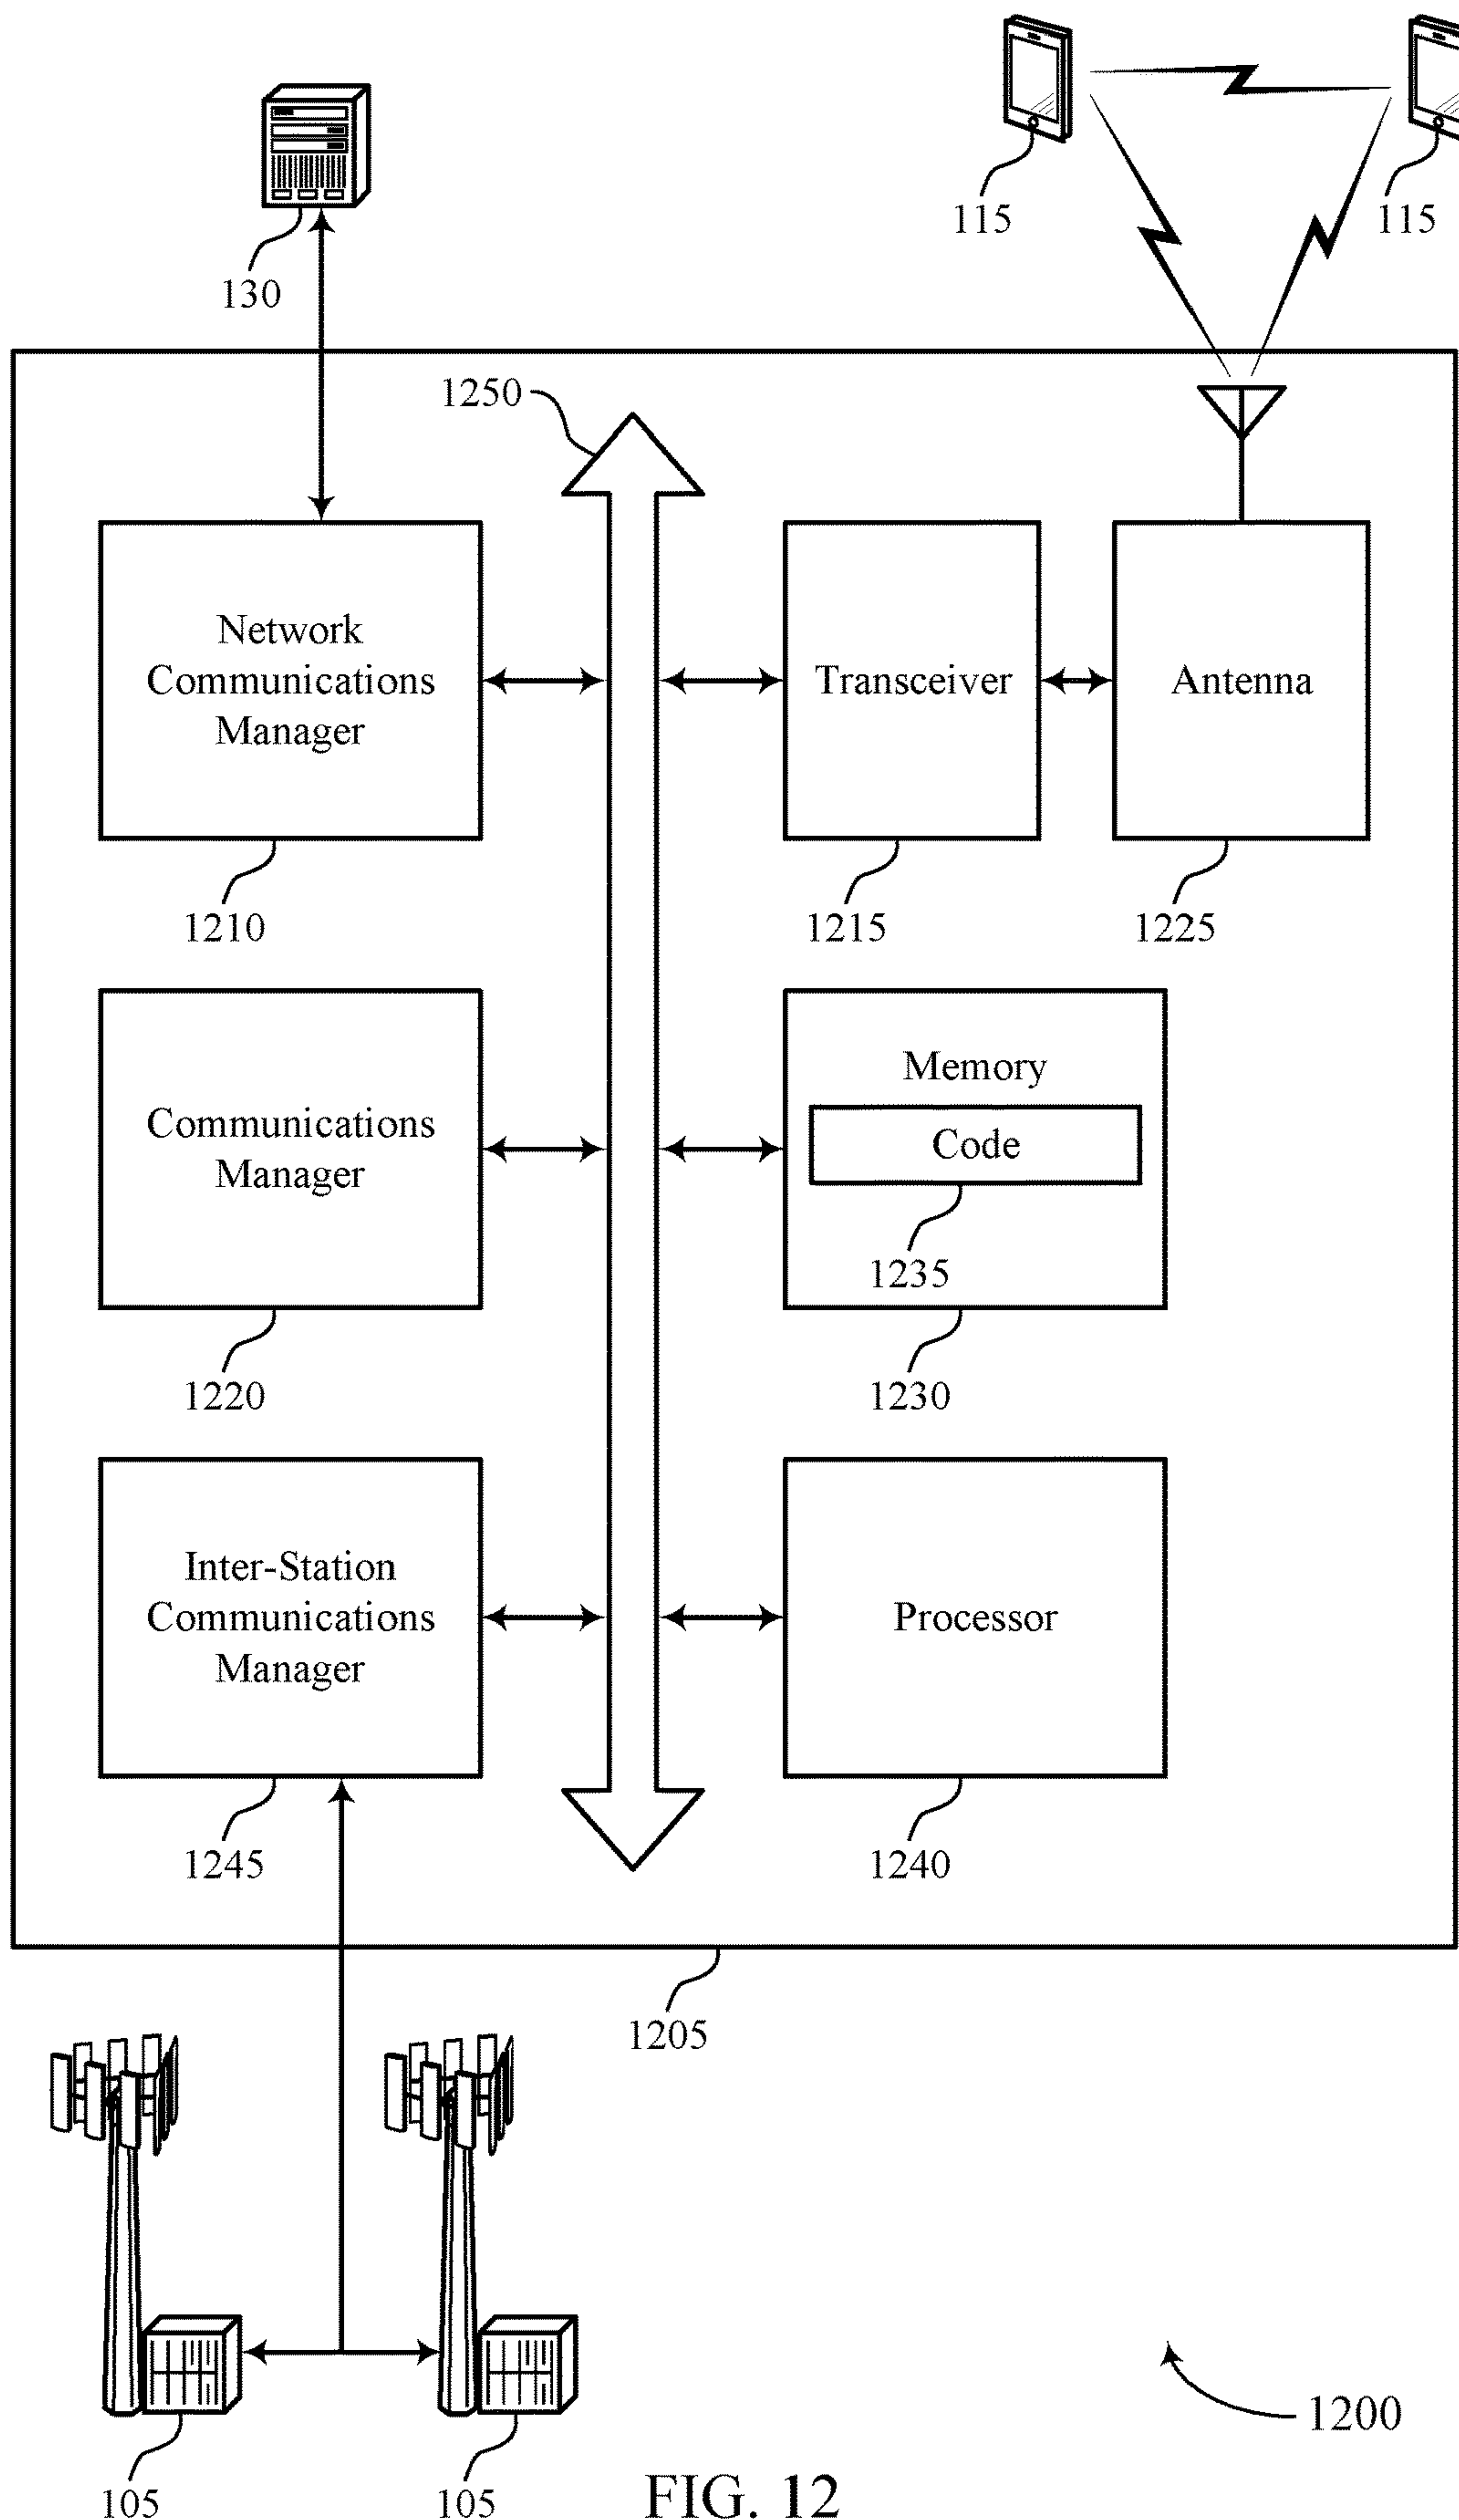 115
115
130
1250
Network
Communications
Manager
Transceiver
Antenna
1210
1215
1225
Communications
Manager
Memory
Code
1235
1220
1230
Inter-Station
Communications
Manager
Processor
1245
1240
1205
1200
105
105
FIG. 12